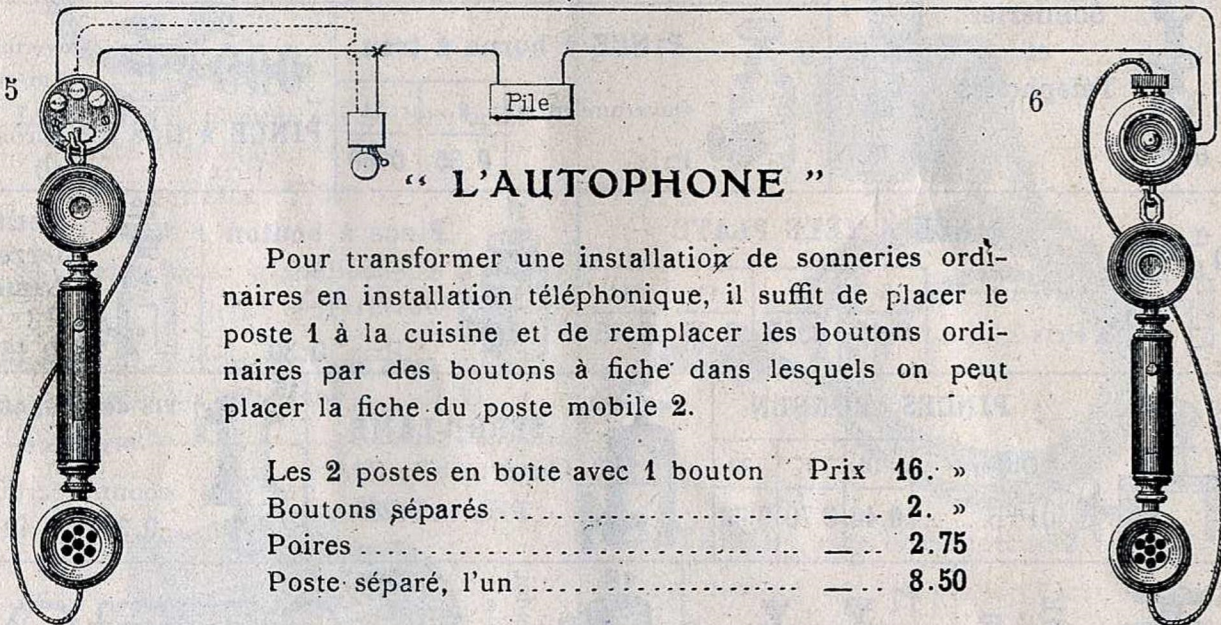 5
Pile
6
“ L'AUTOPHONE ”
Pour transformer une installation de sonneries ordi-
naires en installation téléphonique, il suffit de placer le
poste 1 à la cuisine et de remplacer les boutons ordi-
naires par des boutons à fiche dans lesquels on peut
placer la fiche du poste mobile 2.
Les 2 postes en boîte avec 1 bouton Prix 16. »
Boutons séparés ........................ — .. 2. »
Poires ................................. — .. 2.75
Poste séparé, l'un...................... — .. 8.50